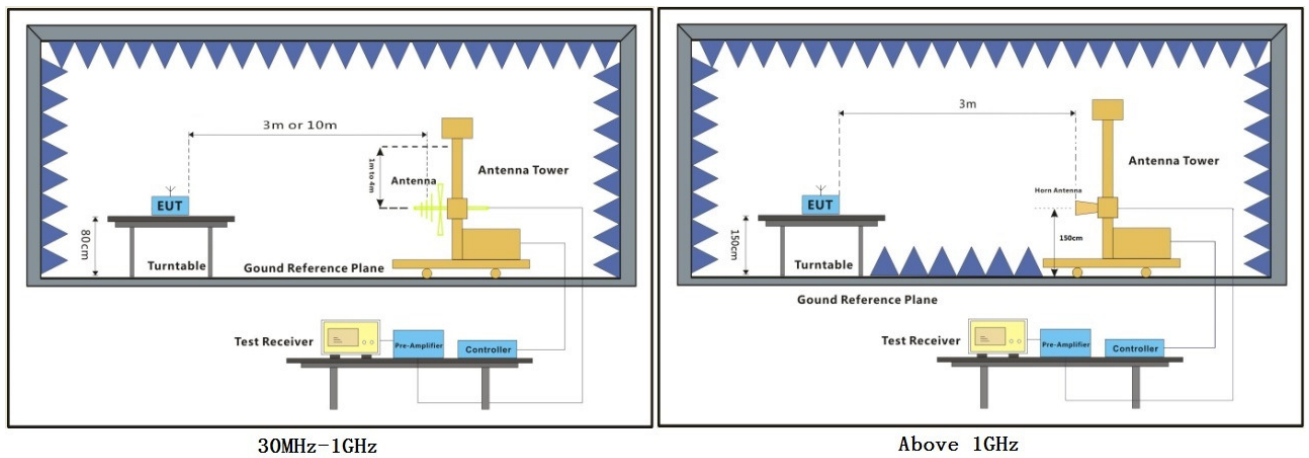 3m or 10m
1m to 4m
Antenna
Antenna Tower
EUT
80cm
Turntable
Gound Reference Plane
Test Receiver
Pre-Amplifier
Controller
30MHz-1GHz
3m
Antenna Tower
Horn Antenna
EUT
150cm
150cm
Turntable
Gound Reference Plane
Test Receiver
Pre-Amplifier
Controller
Above 1GHz